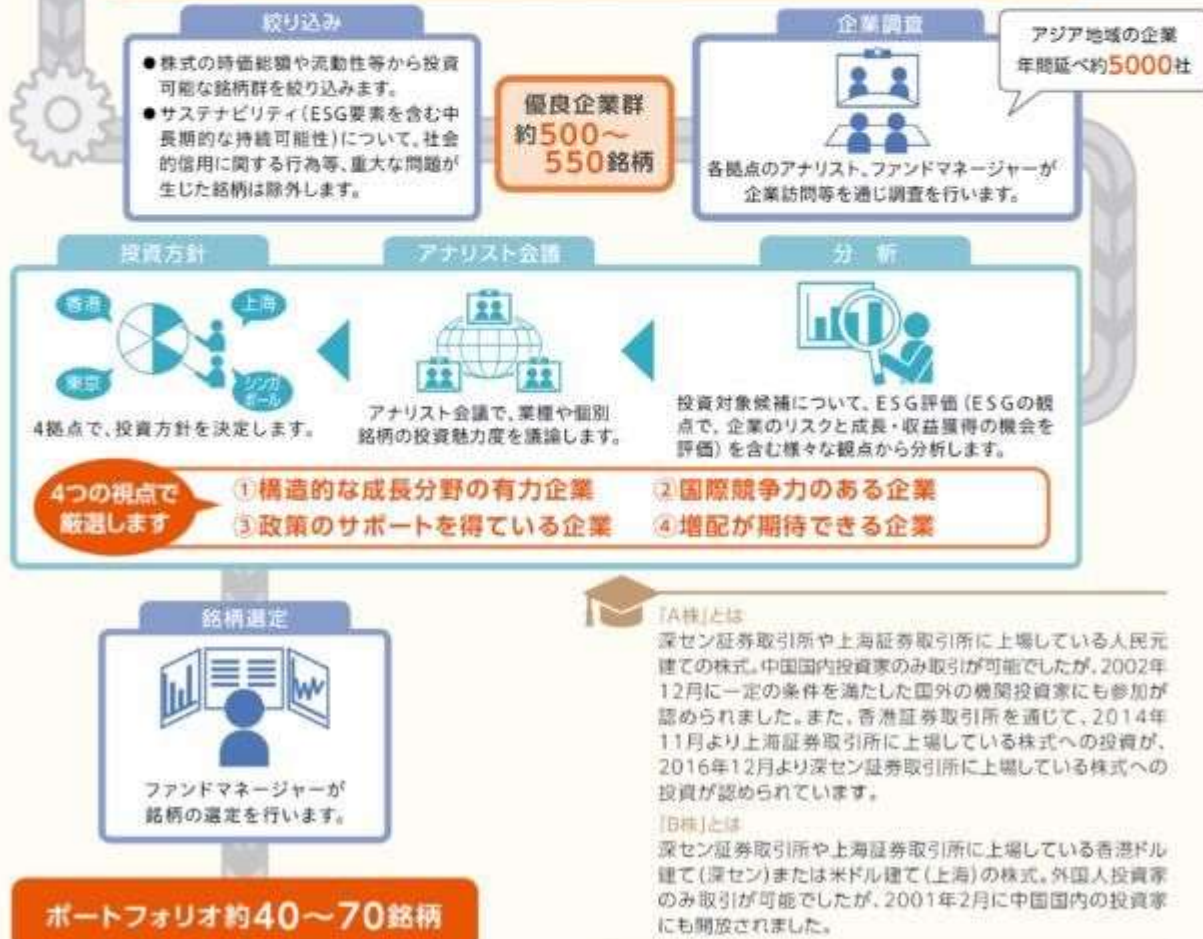 絞り込み
●株式の時価総額や流動性等から投資
可能な銘柄群を絞り込みます。
●サステナビリティ(ESG要素を含む中
長期的な持続可能性)について、社会
的信用に関する行為等、重大な問題が
生じた銘柄は除外します。
優良企業群
約500～
550銘柄
企業調査
アジア地域の企業
年間延べ約5000社
各拠点のアナリスト、ファンドマネージャーが
企業訪問等を通じ調査を行います。
投資方針
香港
上海
東京
シンガ
ポール
4拠点で、投資方針を決定します。
アナリスト会議
アナリスト会議で、業種や個別
銘柄の投資魅力度を議論します。
分 析
投資対象候補について、ESG評価(ESGの観
点で、企業のリスクと成長・収益獲得の機会を
評価)を含む様々な観点から分析します。
4つの視点で
厳選します
①構造的な成長分野の有力企業 ②国際競争力のある企業
③政策のサポートを得ている企業 ④増配が期待できる企業
銘柄選定
ファンドマネージャーが
銘柄の選定を行います。
ポートフォリオ約40～70銘柄
「A株」とは
深セン証券取引所や上海証券取引所に上場している人民元
建ての株式。中国国内投資家のみ取引が可能でしたが、2002年
12月に一定の条件を満たした国外の機関投資家にも参加が
認められました。また、香港証券取引所を通じて、2014年
11月より上海証券取引所に上場している株式への投資が、
2016年12月より深セン証券取引所に上場している株式への
投資が認められています。
「B株」とは
深セン証券取引所や上海証券取引所に上場している香港ドル
建て(深セン)または米ドル建て(上海)の株式。外国人投資家
のみ取引が可能でしたが、2001年2月に中国国内の投資家
にも開放されました。